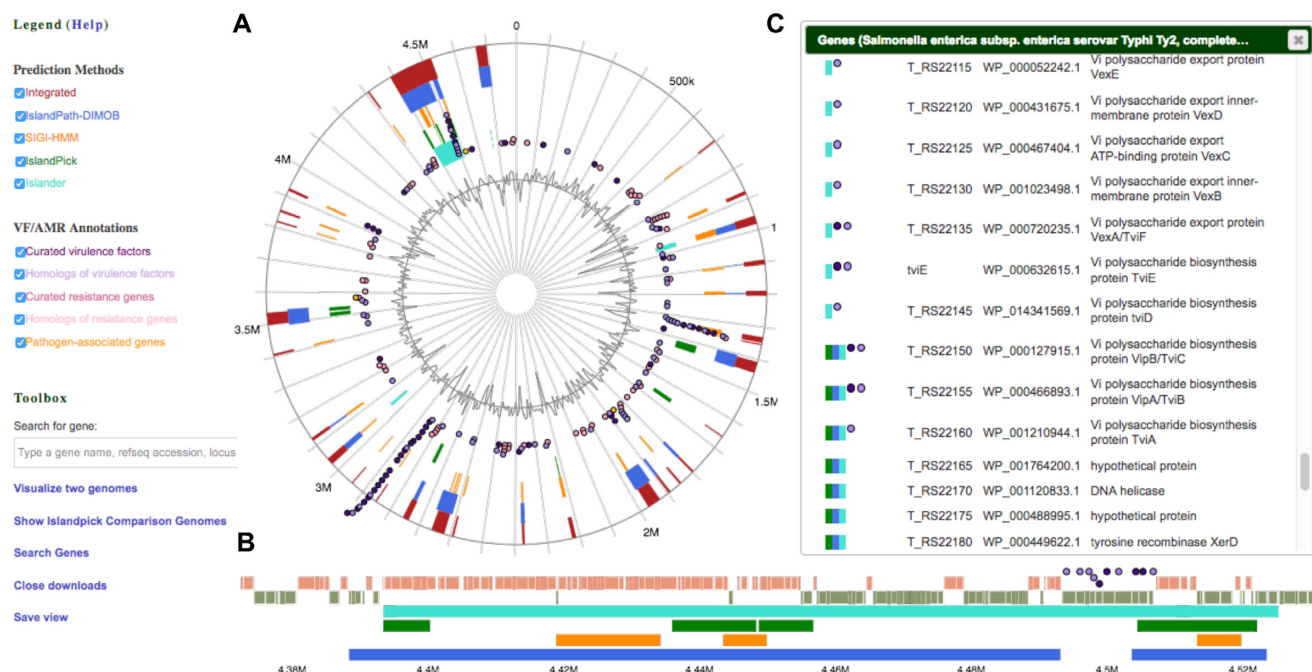 Legend (Help)
Prediction Methods
Integrated
IslandPath-DIMOB
SIGI-HMM
IslandPick
Islander
VF/AMR Annotations
Curated virulence factors
Homologs of virulence factors
Curated resistance genes
Homologs of resistance genes
Pathogen-associated genes
Toolbox
Search for gene:
Type a gene name, refseq accession, locus
Visualize two genomes
Show Islandpick Comparison Genomes
Search Genes
Close downloads
Save view
A
0
500k
1
1.5M
2M
3M
3.5M
4M
4.5M
C
Genes (Salmonella enterica subsp. enterica serovar Typhi Ty2, complete...
T_RS22115 WP_000052242.1 Vi polysaccharide export protein
VexE
T_RS22120 WP_000431675.1 Vi polysaccharide export inner-
membrane protein VexD
T_RS22125 WP_000467404.1 Vi polysaccharide export
ATP-binding protein VexC
T_RS22130 WP_001023498.1 Vi polysaccharide export inner-
membrane protein VexB
T_RS22135 WP_000720235.1 Vi polysaccharide export protein
VexA/TviF
tviE WP_000632615.1 Vi polysaccharide biosynthesis
protein TviE
T_RS22145 WP_014341569.1 Vi polysaccharide biosynthesis
protein tviD
T_RS22150 WP_000127915.1 Vi polysaccharide biosynthesis
protein VipB/TviC
T_RS22155 WP_000466893.1 Vi polysaccharide biosynthesis
protein VipA/TviB
T_RS22160 WP_001210944.1 Vi polysaccharide biosynthesis
protein TviA
T_RS22165 WP_001764200.1 hypothetical protein
T_RS22170 WP_001120833.1 DNA helicase
T_RS22175 WP_000488995.1 hypothetical protein
T_RS22180 WP_000449622.1 tyrosine recombinase XerD
B
4.38M 4.4M 4.42M 4.44M 4.46M 4.48M 4.5M 4.52M